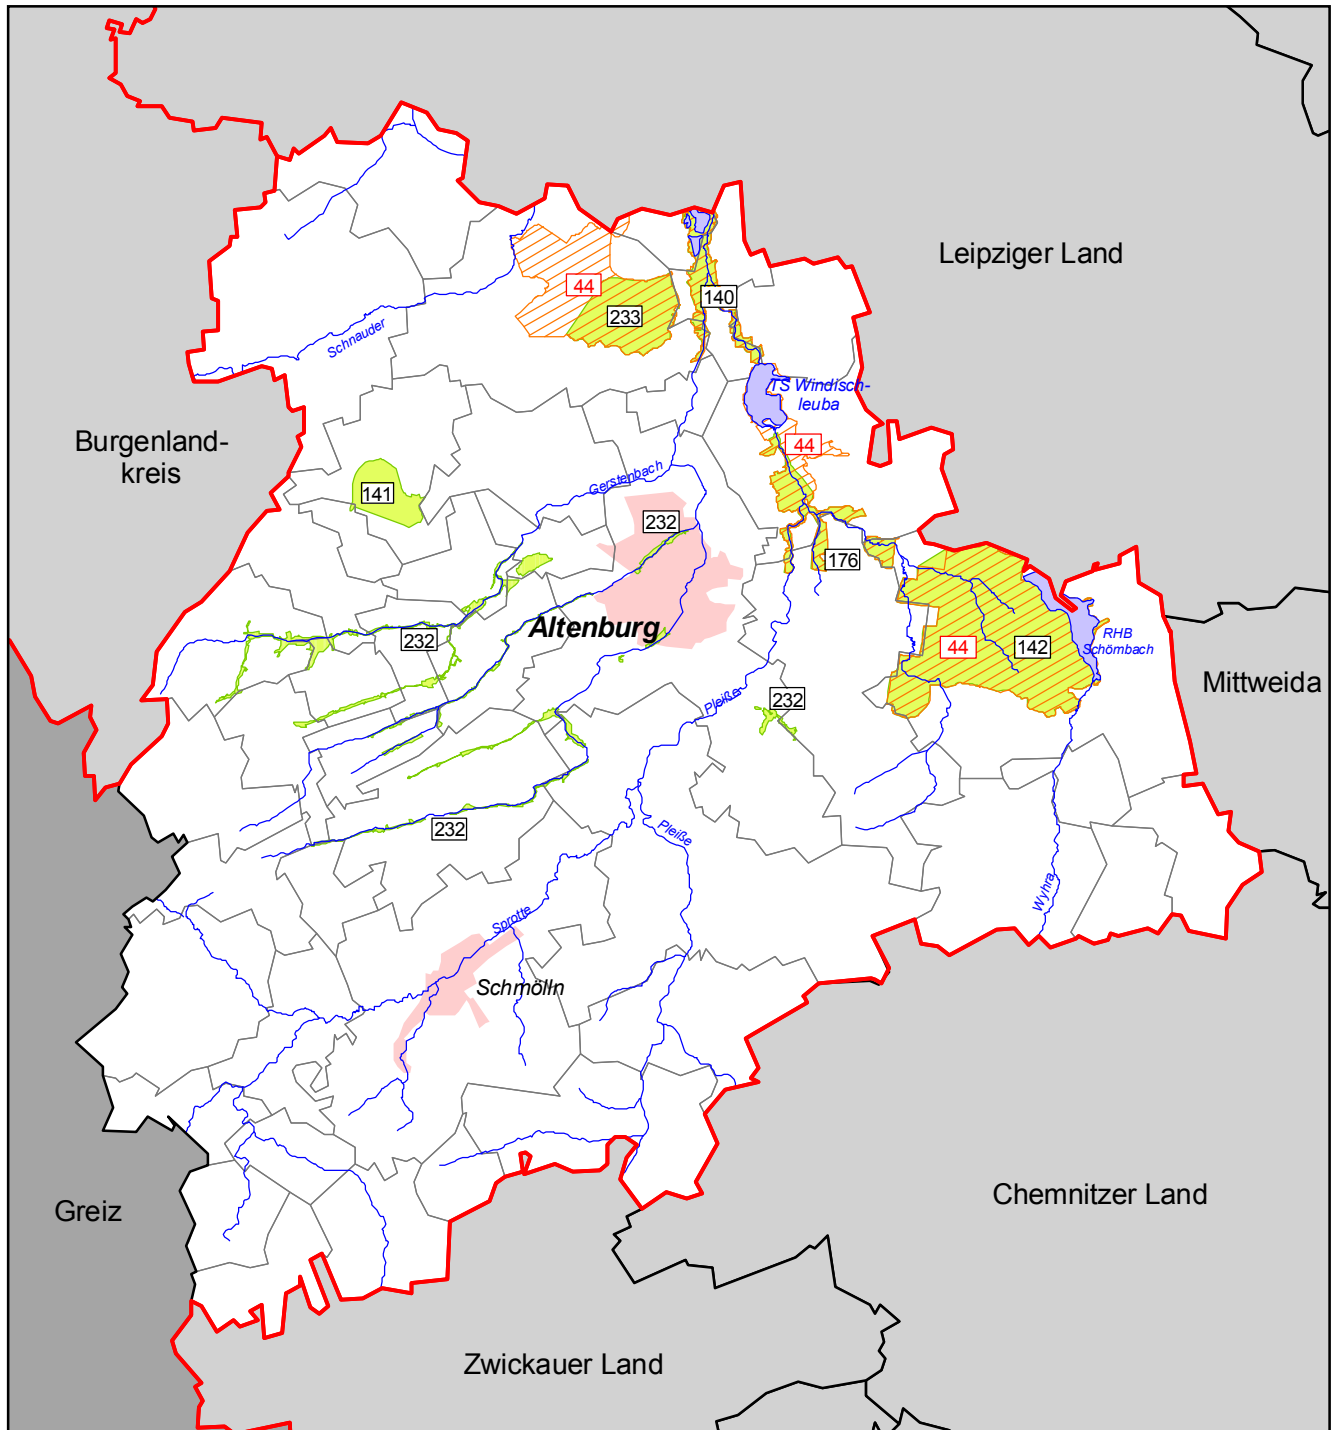 Leipziger Land
44
140
233
Schnauder
TS Windisch-
leuba
Burgenland-
kreis
44
Gerstenbach
141
232
176
Altenburg
232
RHB
Schömbach
44
142
Mittweida
Pleiße
232
232
Pleiße
Wyhra
Sprotte
Schmölln
Greiz
Chemnitzer Land
Zwickauer Land